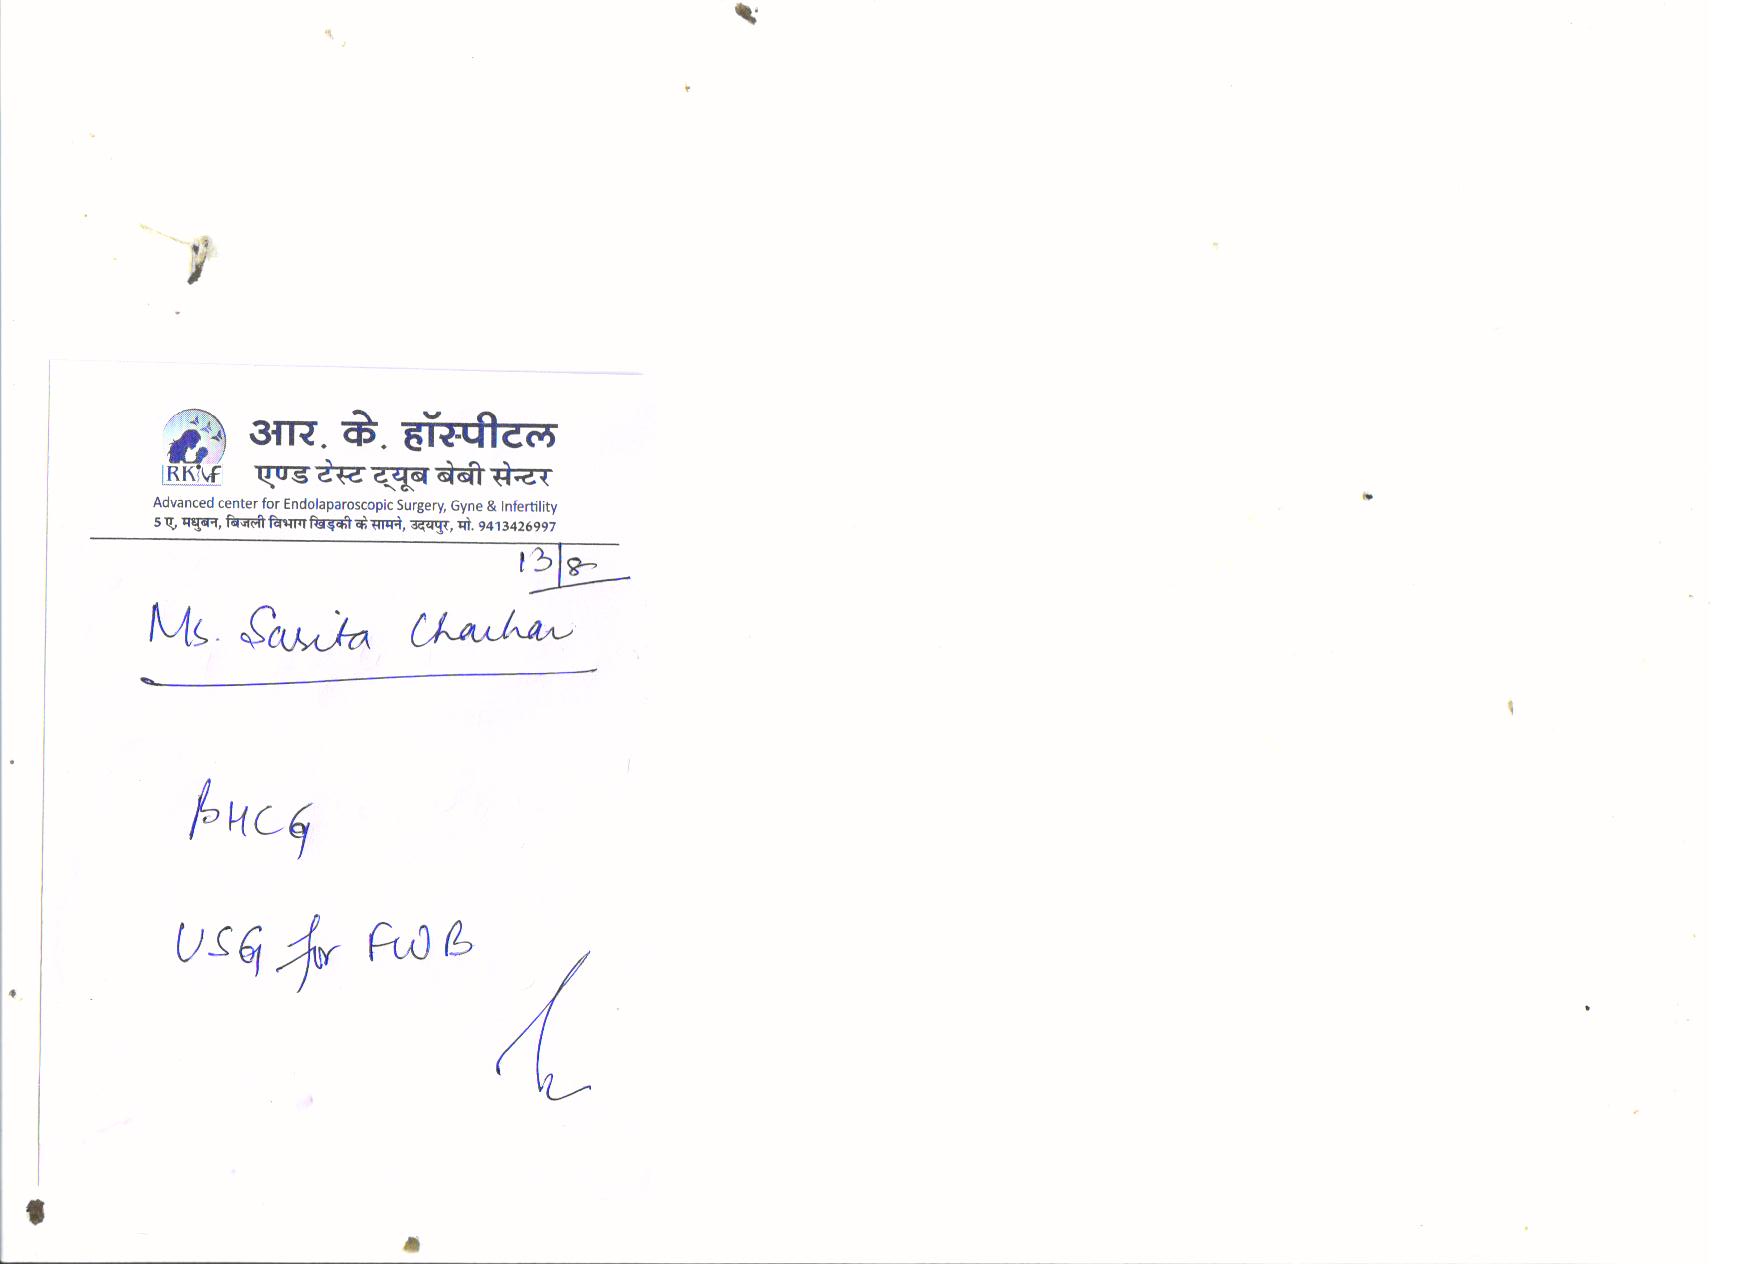 आर. के. हॉस्पीटल
RKivf
एण्ड टेस्ट ट्यूब बेबी सेन्टर
Advanced center for Endolaparoscopic Surgery, Gyne & Infertility
5 ए, मधुबन, बिजली विभाग खिड़की के सामने, उदयपुर, मो. 9413426997
13/8
Ms. Sarita
βHCG
USG for FWB